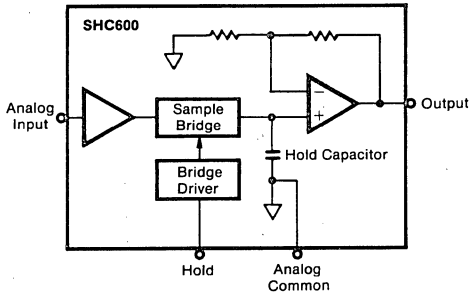 SHC600
Analog
Input
Sample
Bridge
−
+
Output
Hold Capacitor
Bridge
Driver
Hold
Analog
Common